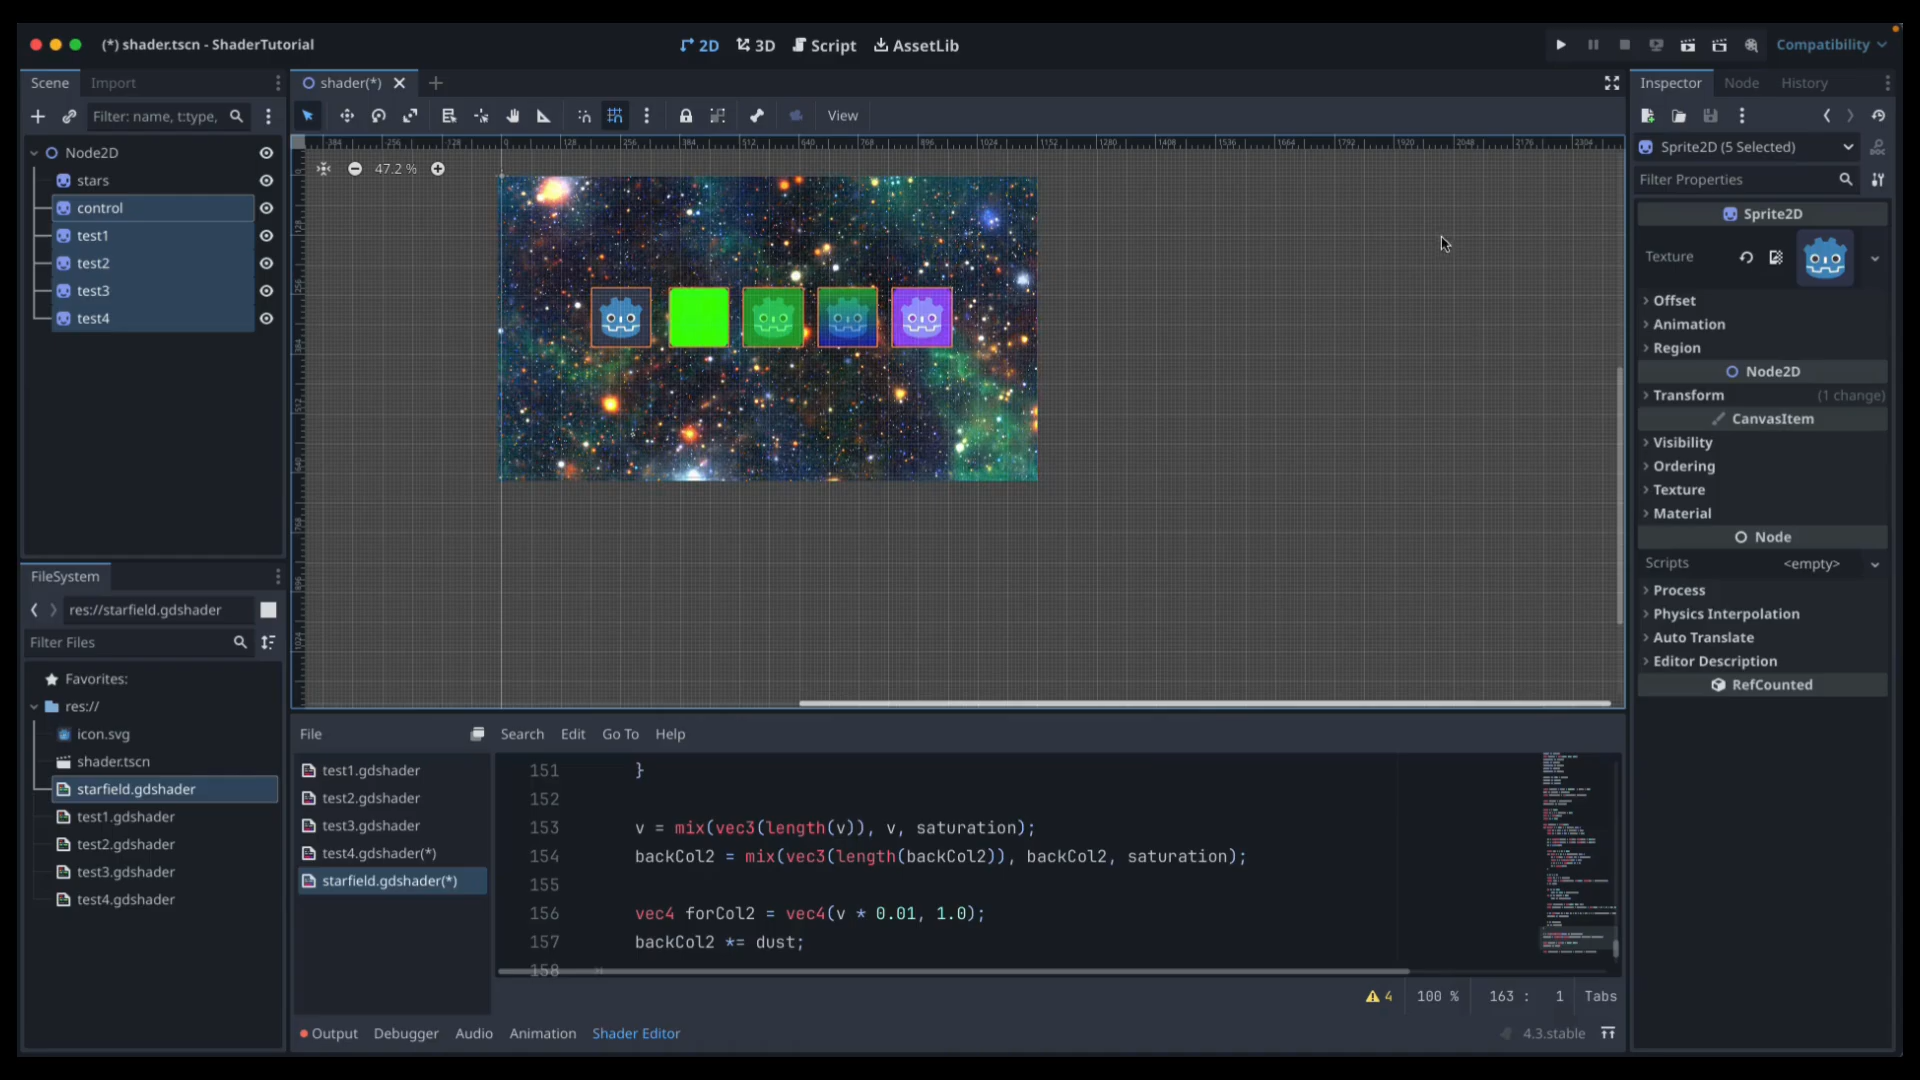 (*) shader.tscn - ShaderTutorial
2D 3D Script AssetLib
Compatibility
Scene Import
Filter: name, t:type,
Node2D
stars
control
test1
test2
test3
test4
FileSystem
res://starfield.gdshader
Filter Files
Favorites:
res://
icon.svg
shader.tscn
starfield.gdshader
test1.gdshader
test2.gdshader
test3.gdshader
test4.gdshader
shader(*)
View
47.2 %
File
Search Edit Go To Help
test1.gdshader
test2.gdshader
test3.gdshader
test4.gdshader(*)
starfield.gdshader(*)
151 }
152
153 v = mix(vec3(length(v)), v, saturation);
154 backCol2 = mix(vec3(length(backCol2)), backCol2, saturation);
155
156 vec4 forCol2 = vec4(v * 0.01, 1.0);
157 backCol2 *= dust;
158
4 100 % 163 : 1 Tabs
Output Debugger Audio Animation Shader Editor
4.3.stable
Inspector Node History
Sprite2D (5 Selected)
Filter Properties
Sprite2D
Texture
Offset
Animation
Region
Node2D
Transform (1 change)
CanvasItem
Visibility
Ordering
Texture
Material
Node
Scripts <empty>
Process
Physics Interpolation
Auto Translate
Editor Description
RefCounted